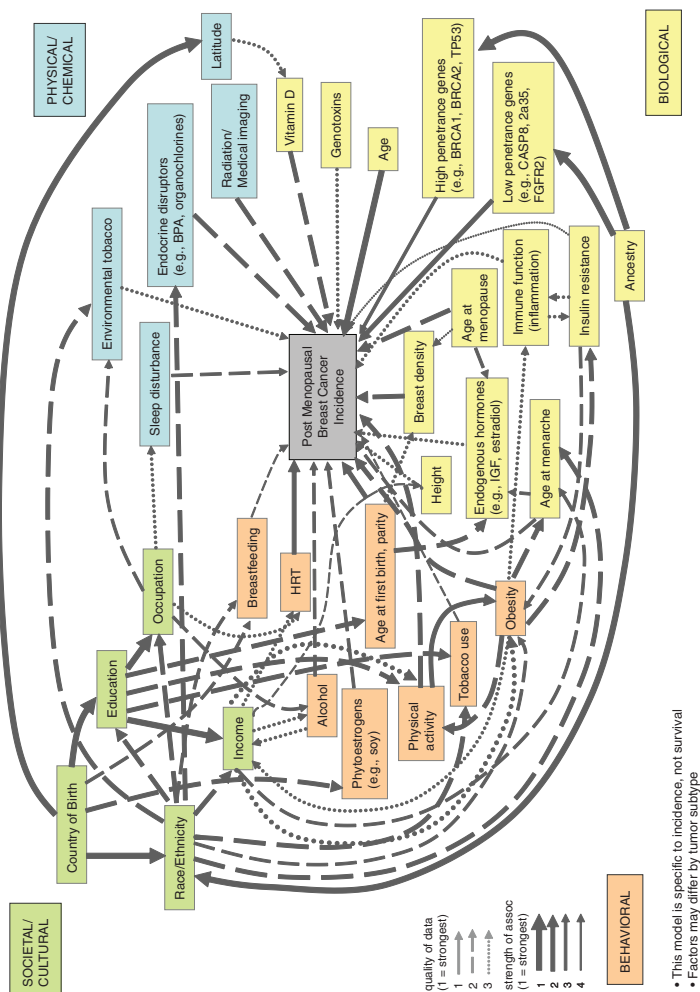 SOCIETAL/
CULTURAL
PHYSICAL/
CHEMICAL
BEHAVIORAL
BIOLOGICAL
Country of Birth
Race/Ethnicity
Education
Income
Occupation
Sleep disturbance
Environmental tobacco
Endocrine disruptors
(e.g., BPA, organochlorines)
Radiation/
Medical imaging
Latitude
Vitamin D
Genotoxins
Age
High penetrance genes
(e.g., BRCA1, BRCA2, TP53)
Low penetrance genes
(e.g., CASP8, 2a35,
FGFR2)
Ancestry
Insulin resistance
Immune function
(inflammation)
Age at
menopause
Breast density
Endogenous hormones
(e.g., IGF, estradiol)
Age at menarche
Height
Post Menopausal
Breast Cancer
Incidence
Breastfeeding
HRT
Age at first birth, parity
Alcohol
Phytoestrogens
(e.g., soy)
Physical
activity
Tobacco use
Obesity
quality of data
(1 = strongest)
1
2
3
strength of assoc
(1 = strongest)
1
2
3
4
• This model is specific to incidence, not survival
• Factors may differ by tumor subtype